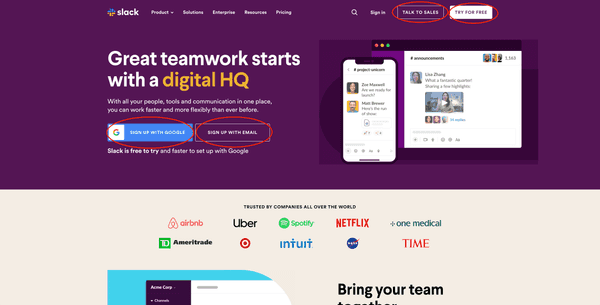 slack
Product
Solutions
Enterprise
Resources
Pricing
Sign in
TALK TO SALES
TRY FOR FREE
Great teamwork starts
with a digital HQ
With all your people, tools and communication in one place,
you can work faster and more flexibly than ever before.
SIGN UP WITH GOOGLE
SIGN UP WITH EMAIL
Slack is free to try and faster to set up with Google
# project-unicorn
Zoe Maxwell
Are we ready for
launch?
Matt Brewer
Here's the run
of show:
# announcements
Lisa Zhang
What a fantastic quarter!
Sharing a few highlights:
TRUSTED BY COMPANIES ALL OVER THE WORLD
airbnb
Uber
Spotify
NETFLIX
one medical
TD Ameritrade
INTUIT
NASA
TIME
Acme Corp
Channels
Bring your team
together